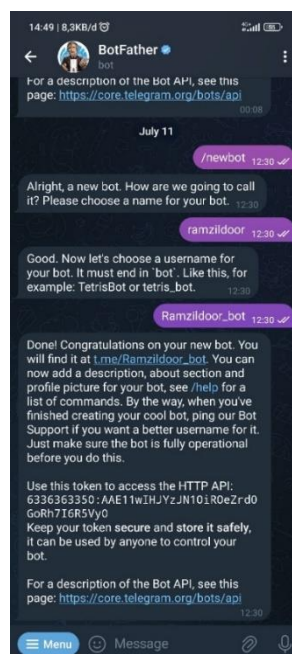 14:49 | 8,3KB/d
BotFather
bot
For a description of the Bot API, see this
page: https://core.telegram.org/bots/api
00:08
July 11
/newbot 12:30
Alright, a new bot. How are we going to call
it? Please choose a name for your bot. 12:30
ramzildoor 12:30
Good. Now let's choose a username for
your bot. It must end in `bot`. Like this, for
example: TetrisBot or tetris_bot. 12:30
Ramzildoor_bot 12:30
Done! Congratulations on your new bot. You
will find it at t.me/Ramzildoor_bot. You can
now add a description, about section and
profile picture for your bot, see /help for a
list of commands. By the way, when you've
finished creating your cool bot, ping our Bot
Support if you want a better username for it.
Just make sure the bot is fully operational
before you do this.
Use this token to access the HTTP API:
6336363350:AAE11wIHJYzJN1OiROeZrdO
GoRh7I6R5VyO
Keep your token secure and store it safely,
it can be used by anyone to control your
bot.
For a description of the Bot API, see this
page: https://core.telegram.org/bots/api
12:30
Menu
Message